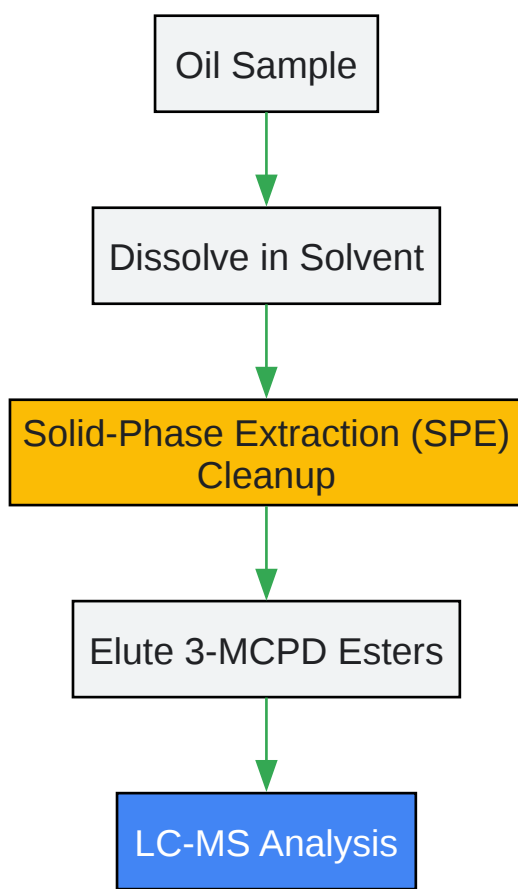 Oil Sample
Dissolve in Solvent
Solid-Phase Extraction (SPE)
Cleanup
Elute 3-MCPD Esters
LC-MS Analysis